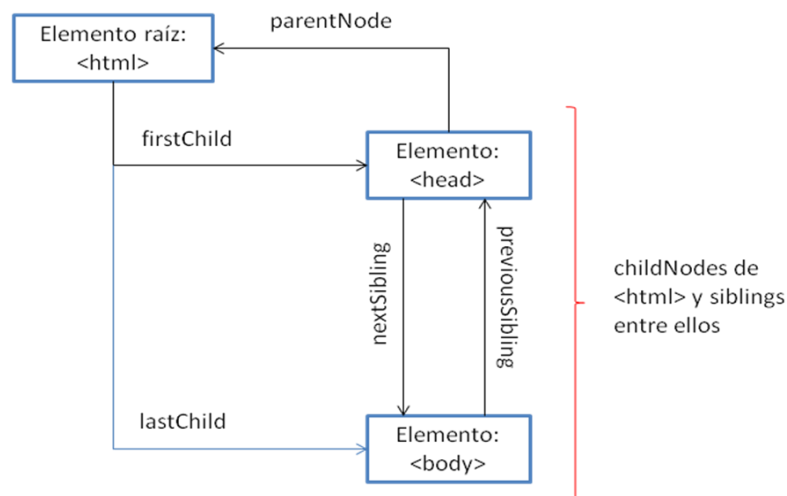 Elemento raíz:
<html>
parentNode
firstChild
Elemento:
<head>
nextSibling
previousSibling
childNodes de
<html> y siblings
entre ellos
lastChild
Elemento:
<body>